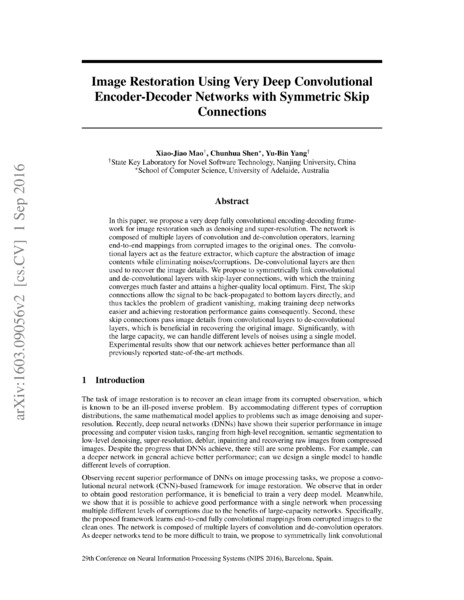 Image Restoration Using Very Deep Convolutional
Encoder-Decoder Networks with Symmetric Skip
Connections
Xiao-Jiao Mao†, Chunhua Shen⋆, Yu-Bin Yang†
†State Key Laboratory for Novel Software Technology, Nanjing University, China
⋆School of Computer Science, University of Adelaide, Australia
Abstract
In this paper, we propose a very deep fully convolutional encoding-decoding frame-
work for image restoration such as denoising and super-resolution. The network is
composed of multiple layers of convolution and de-convolution operators, learning
end-to-end mappings from corrupted images to the original ones. The convolu-
tional layers act as the feature extractor, which capture the abstraction of image
contents while eliminating noises/corruptions. De-convolutional layers are then
used to recover the image details. We propose to symmetrically link convolutional
and de-convolutional layers with skip-layer connections, with which the training
converges much faster and attains a higher-quality local optimum. First, The skip
connections allow the signal to be back-propagated to bottom layers directly, and
thus tackles the problem of gradient vanishing, making training deep networks
easier and achieving restoration performance gains consequently. Second, these
skip connections pass image details from convolutional layers to de-convolutional
layers, which is beneficial in recovering the original image. Significantly, with
the large capacity, we can handle different levels of noises using a single model.
Experimental results show that our network achieves better performance than all
previously reported state-of-the-art methods.
1 Introduction
The task of image restoration is to recover an clean image from its corrupted observation, which
is known to be an ill-posed inverse problem. By accommodating different types of corruption
distributions, the same mathematical model applies to problems such as image denoising and super-
resolution. Recently, deep neural networks (DNNs) have shown their superior performance in image
processing and computer vision tasks, ranging from high-level recognition, semantic segmentation to
low-level denoising, super-resolution, deblur, inpainting and recovering raw images from compressed
images. Despite the progress that DNNs achieve, there still are some problems. For example, can
a deeper network in general achieve better performance; can we design a single model to handle
different levels of corruption.
Observing recent superior performance of DNNs on image processing tasks, we propose a convo-
lutional neural network (CNN)-based framework for image restoration. We observe that in order
to obtain good restoration performance, it is beneficial to train a very deep model. Meanwhile,
we show that it is possible to achieve good performance with a single network when processing
multiple different levels of corruptions due to the benefits of large-capacity networks. Specifically,
the proposed framework learns end-to-end fully convolutional mappings from corrupted images to the
clean ones. The network is composed of multiple layers of convolution and de-convolution operators.
As deeper networks tend to be more difficult to train, we propose to symmetrically link convolutional
29th Conference on Neural Information Processing Systems (NIPS 2016), Barcelona, Spain.
arXiv:1603.09056v2 [cs.CV] 1 Sep 2016